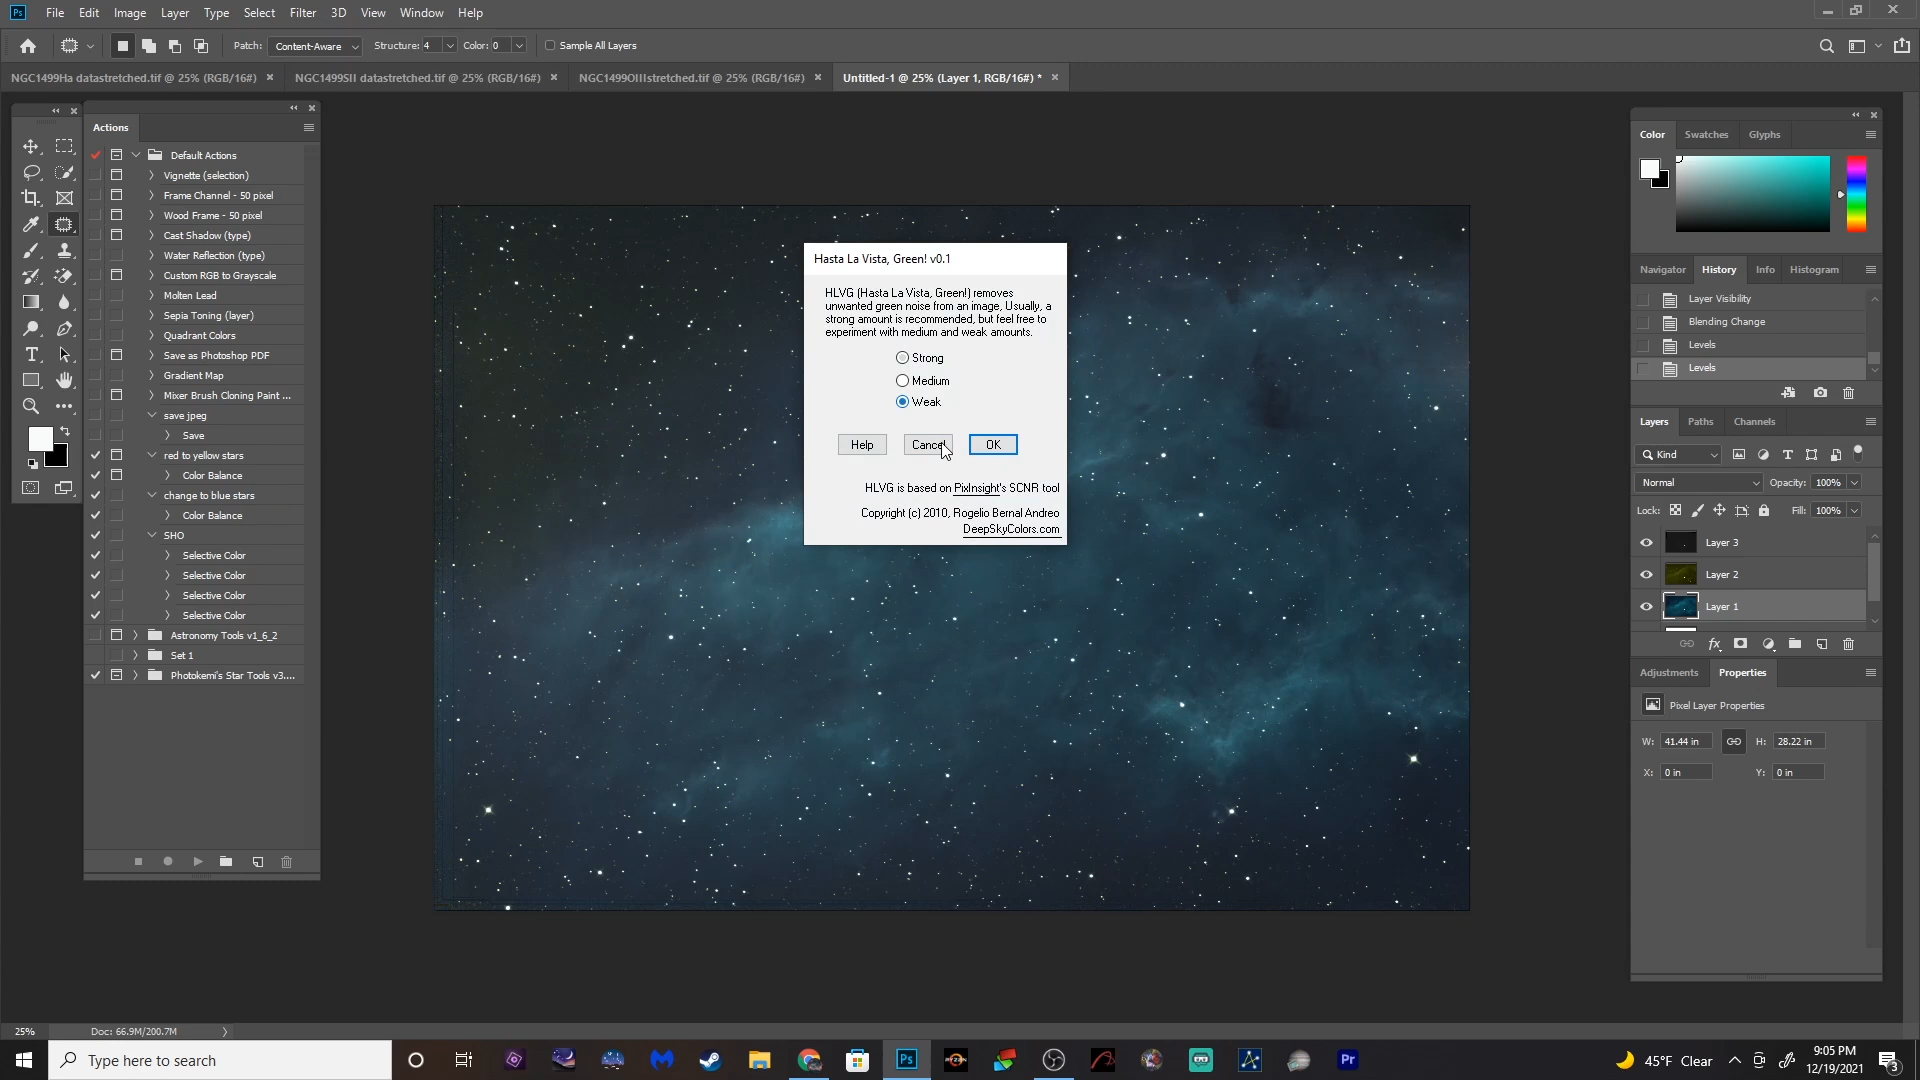 Ps File Edit Image Layer Type Select Filter 3D View Window Help
Patch: Content-Aware Structure: 4 Color: 0 Sample All Layers
NGC1499Ha datastretched.tif @ 25% (RGB/16#) × NGC1499SII datastretched.tif @ 25% (RGB/16#) × NGC1499OIIIstretched.tif @ 25% (RGB/16#) × Untitled-1 @ 25% (Layer 1, RGB/16#) * ×
Actions
Default Actions
Vignette (selection)
Frame Channel - 50 pixel
Wood Frame - 50 pixel
Cast Shadow (type)
Water Reflection (type)
Custom RGB to Grayscale
Molten Lead
Sepia Toning (layer)
Quadrant Colors
Save as Photoshop PDF
Gradient Map
Mixer Brush Cloning Paint ...
save jpeg
Save
red to yellow stars
Color Balance
change to blue stars
Color Balance
SHO
Selective Color
Selective Color
Selective Color
Selective Color
Astronomy Tools v1_6_2
Set 1
Photokemi's Star Tools v3....
Hasta La Vista, Green! v0.1
HLVG (Hasta La Vista, Green!) removes
unwanted green noise from an image, Usually, a
strong amount is recommended, but feel free to
experiment with medium and weak amounts.
Strong
Medium
Weak
Help Cancel OK
HLVG is based on PixInsight's SCNR tool
Copyright (c) 2010, Rogelio Bernal Andreo
DeepSkyColors.com
Color Swatches Glyphs
Navigator History Info Histogram
Layer Visibility
Blending Change
Levels
Levels
Layers Paths Channels
Kind
Normal Opacity: 100%
Lock: Fill: 100%
Layer 3
Layer 2
Layer 1
fx
Adjustments Properties
Pixel Layer Properties
W: 41.44 in H: 28.22 in
X: 0 in Y: 0 in
25% Doc: 66.9M/200.7M
Type here to search
Ps
RYZEN
Pr
45°F Clear
9:05 PM
12/19/2021
3